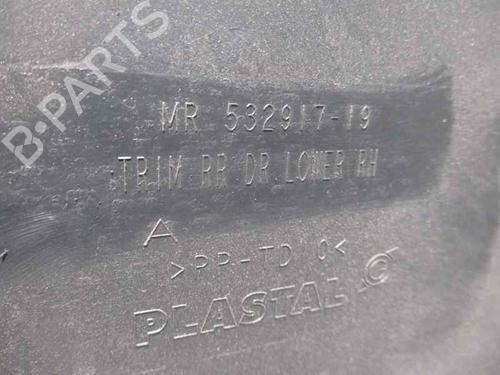 B-PARTS
MR 532917-19
TRIM RR DR LOWER RH
A
>PP-TD 0<
PLASTAL